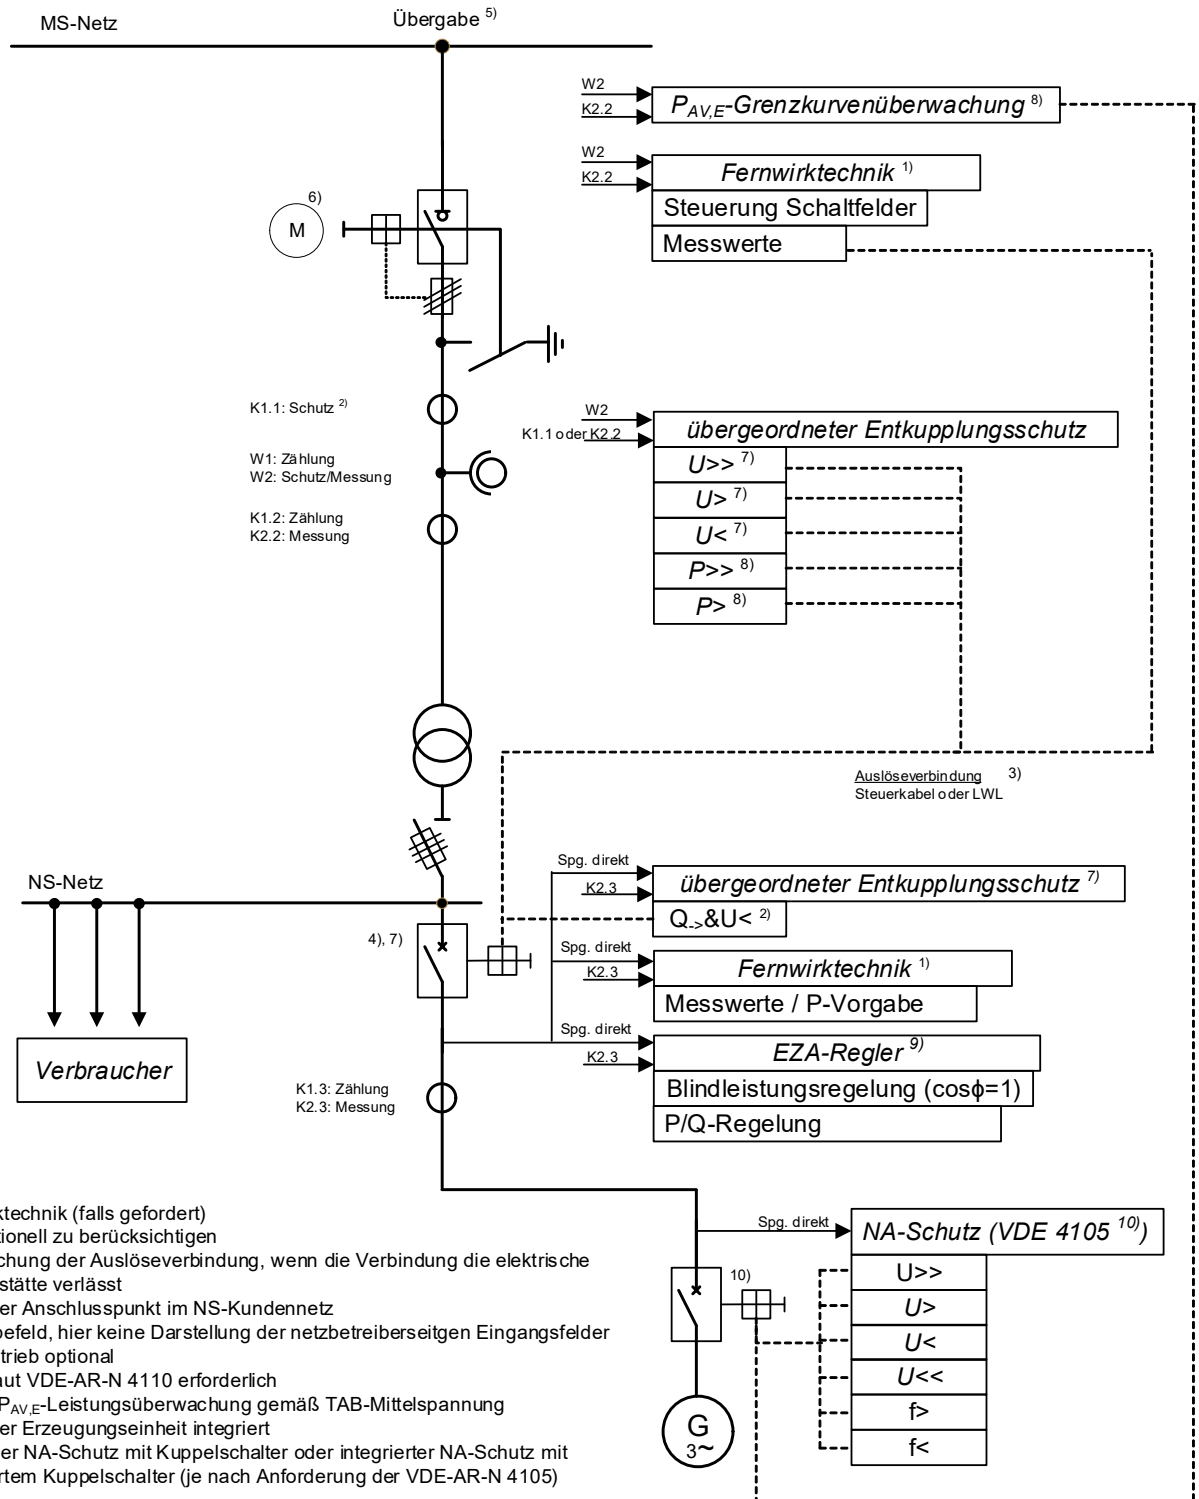 MS-Netz
Übergabe 5)
W2
K2.2
P_AV,E-Grenzkurvenüberwachung 8)
W2
K2.2
Fernwirktechnik 1)
Steuerung Schaltfelder
Messwerte
6)
M
K1.1: Schutz 2)
W1: Zählung
W2: Schutz/Messung
K1.2: Zählung
K2.2: Messung
W2
K1.1 oder K2.2
übergeordneter Entkupplungsschutz
U>> 7)
U> 7)
U< 7)
P>> 8)
P> 8)
Auslöseverbindung 3)
Steuerkabel oder LWL
NS-Netz
4), 7)
Verbraucher
Spg. direkt
K2.3
übergeordneter Entkupplungsschutz 7)
Q->&U< 2)
Spg. direkt
K2.3
Fernwirktechnik 1)
Messwerte / P-Vorgabe
Spg. direkt
K2.3
EZA-Regler 9)
Blindleistungsregelung (cosϕ=1)
P/Q-Regelung
K1.3: Zählung
K2.3: Messung
Spg. direkt
NA-Schutz (VDE 4105 10))
U>>
U>
U<
U<<
f>
f<
10)
G
3~
ktechnik (falls gefordert)
tionell zu berücksichtigen
chung der Auslöseverbindung, wenn die Verbindung die elektrische
stätte verlässt
er Anschlusspunkt im NS-Kundennetz
befeld, hier keine Darstellung der netzbetreiberseitgen Eingangsfelder
trieb optional
aut VDE-AR-N 4110 erforderlich
P_AV,E-Leistungsüberwachung gemäß TAB-Mittelspannung
er Erzeugungseinheit integriert
er NA-Schutz mit Kuppelschalter oder integrierter NA-Schutz mit
rtem Kuppelschalter (je nach Anforderung der VDE-AR-N 4105)